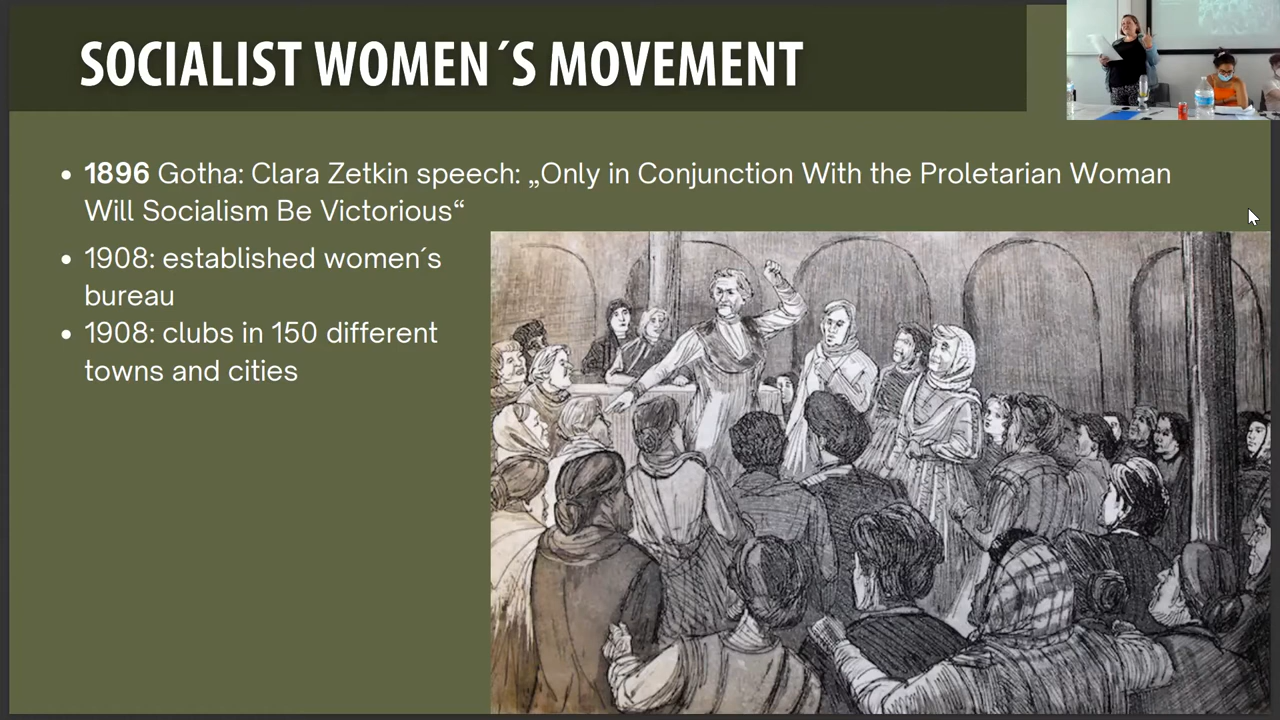 SOCIALIST WOMEN´S MOVEMENT
• 1896 Gotha: Clara Zetkin speech: „Only in Conjunction With the Proletarian Woman
Will Socialism Be Victorious“
• 1908: established women´s
bureau
• 1908: clubs in 150 different
towns and cities